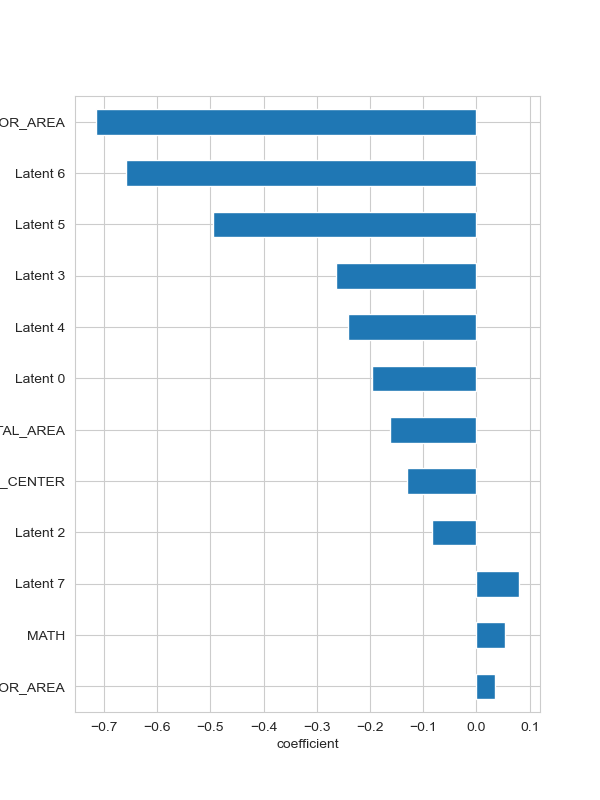 OR_AREA
Latent 6
Latent 5
Latent 3
Latent 4
Latent 0
TAL_AREA
_CENTER
Latent 2
Latent 7
MATH
OR_AREA
−0.7 −0.6 −0.5 −0.4 −0.3 −0.2 −0.1 0.0 0.1
coefficient